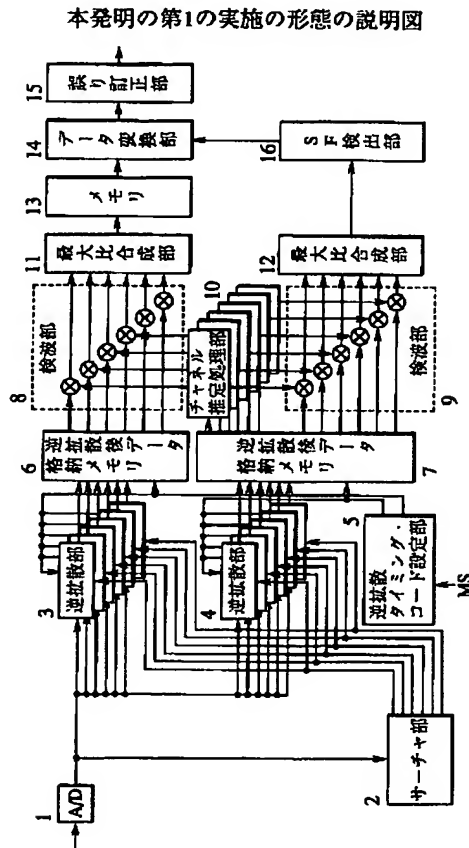 本発明の第1の実施の形態の説明図
1
A/D
2
サーチャ部
3
逆拡散部
4
逆拡散部
5
逆拡散
タイミング・
コード設定部
MS
6
逆拡散後データ
格納メモリ
7
逆拡散後データ
格納メモリ
8
検波部
9
検波部
10
チャネル
推定処理部
11
最大比合成部
12
最大比合成部
13
メモリ
14
データ変換部
15
誤り訂正部
16
SF検出部